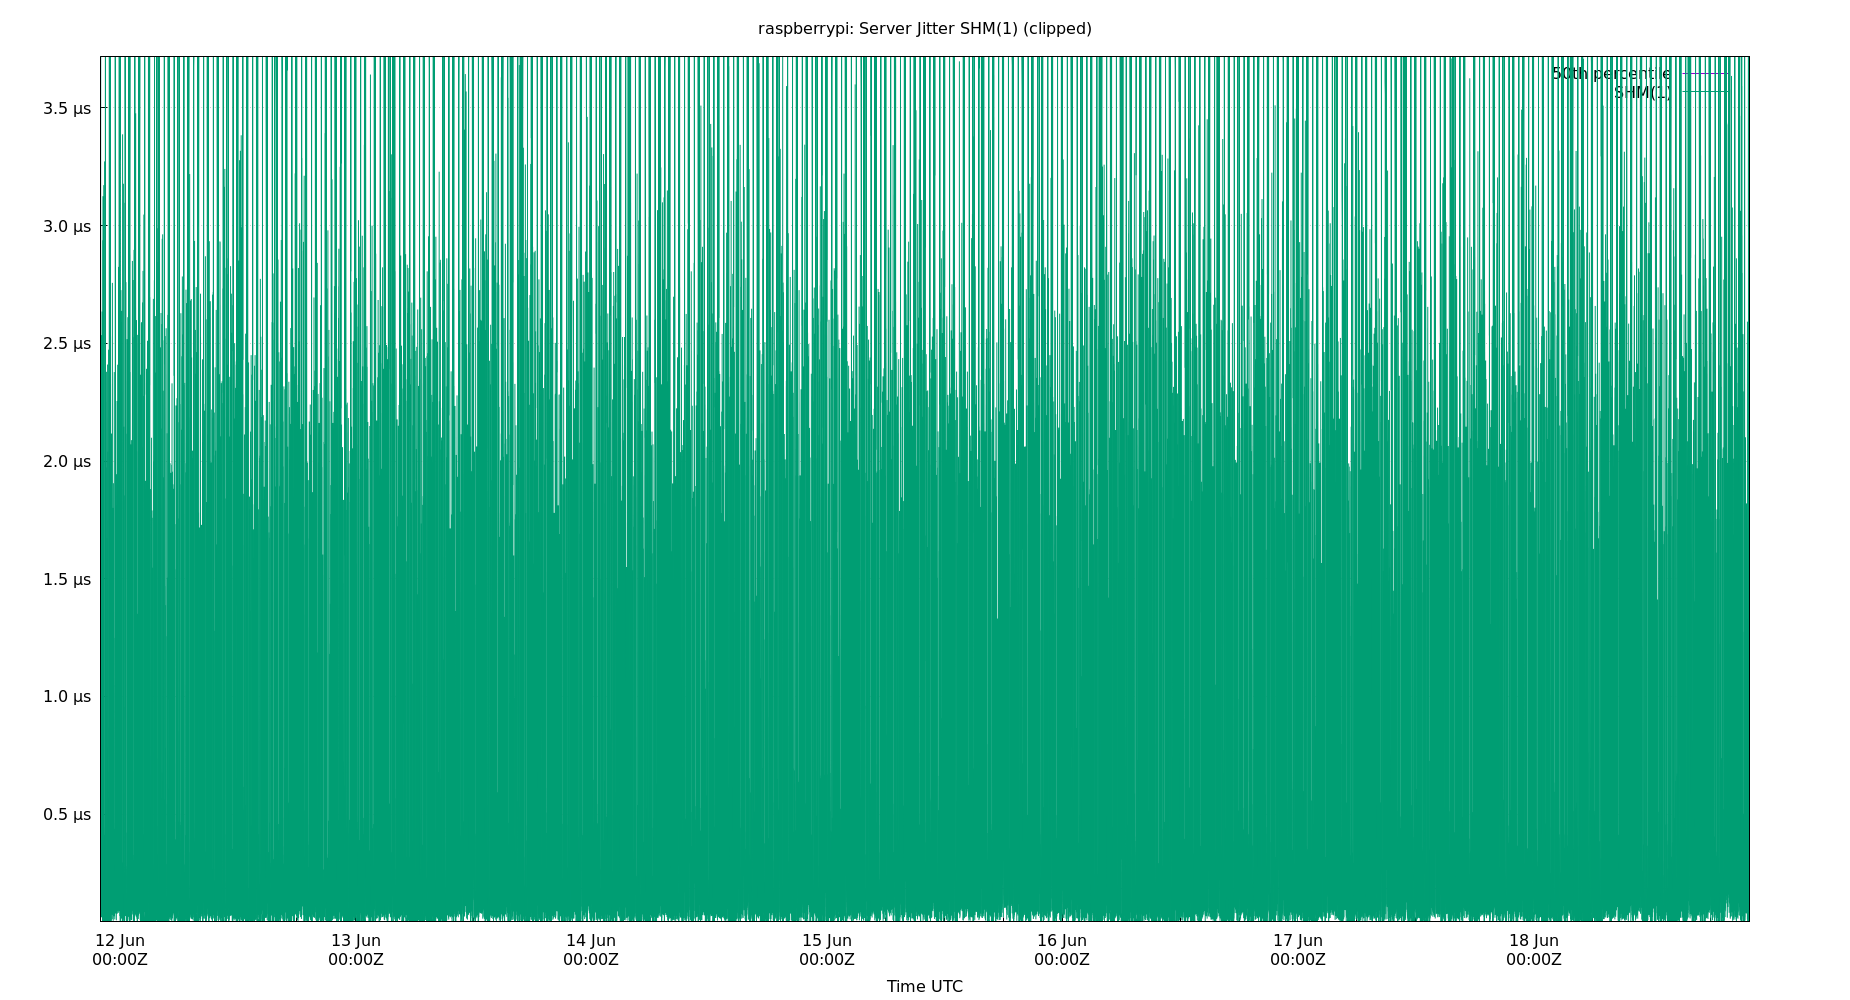 raspberrypi: Server Jitter SHM(1) (clipped)
50th percentile
SHM(1)
3.5 µs
3.0 µs
2.5 µs
2.0 µs
1.5 µs
1.0 µs
0.5 µs
12 Jun 13 Jun 14 Jun 15 Jun 16 Jun 17 Jun 18 Jun
00:00Z 00:00Z 00:00Z 00:00Z 00:00Z 00:00Z 00:00Z
Time UTC